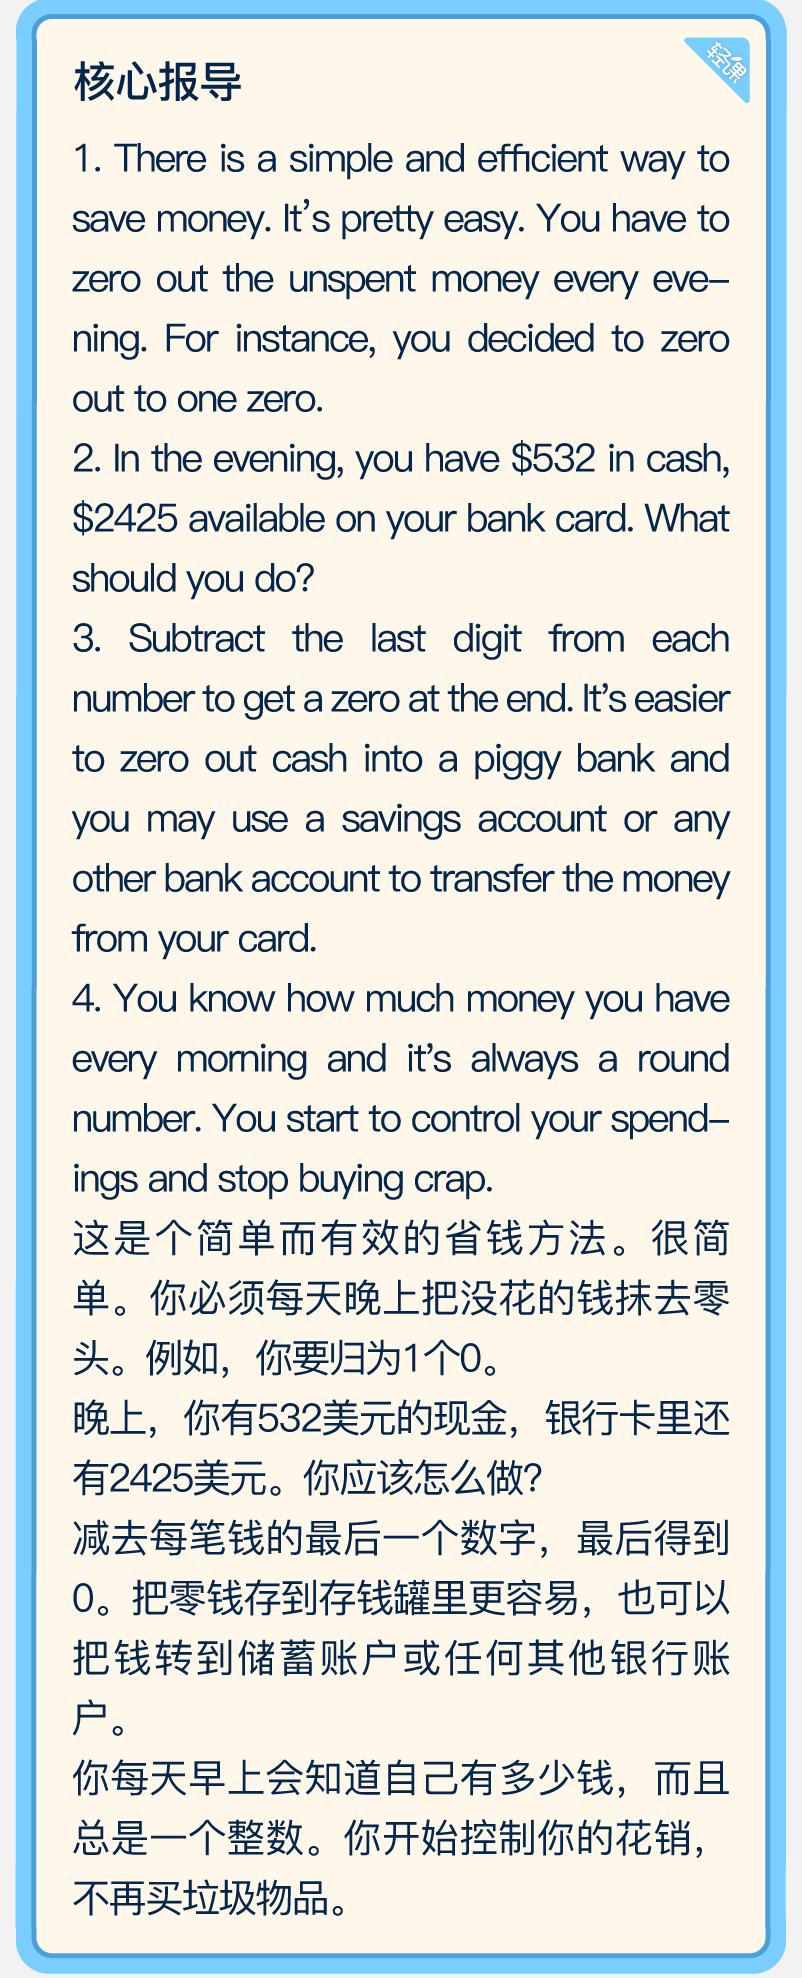 轻课
核心报导
1. There is a simple and efficient way to
save money. It's pretty easy. You have to
zero out the unspent money every eve-
ning. For instance, you decided to zero
out to one zero.
2. In the evening, you have $532 in cash,
$2425 available on your bank card. What
should you do?
3. Subtract the last digit from each
number to get a zero at the end. It's easier
to zero out cash into a piggy bank and
you may use a savings account or any
other bank account to transfer the money
from your card.
4. You know how much money you have
every morning and it's always a round
number. You start to control your spend-
ings and stop buying crap.
这是个简单而有效的省钱方法。很简
单。你必须每天晚上把没花的钱抹去零
头。例如，你要归为1个0。
晚上，你有532美元的现金，银行卡里还
有2425美元。你应该怎么做？
减去每笔钱的最后一个数字，最后得到
0。把零钱存到存钱罐里更容易，也可以
把钱转到储蓄账户或任何其他银行账
户。
你每天早上会知道自己有多少钱，而且
总是一个整数。你开始控制你的花销，
不再买垃圾物品。